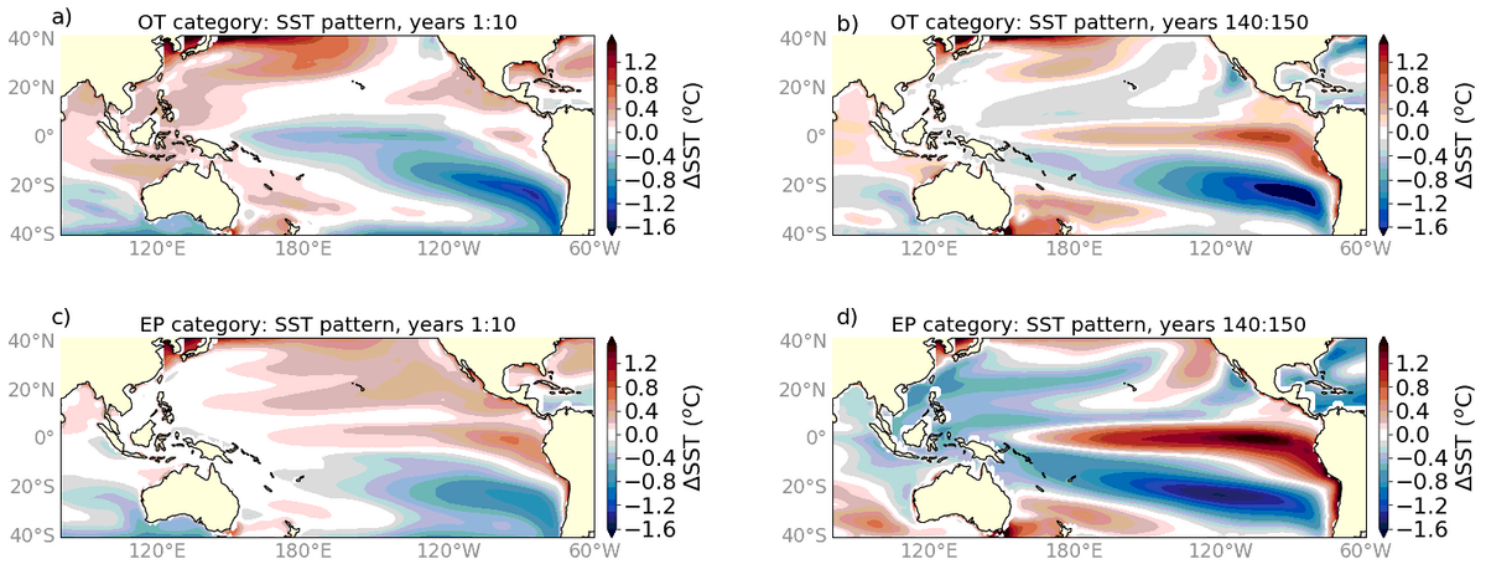 a) OT category: SST pattern, years 1:10
40°N
20°N
0°
20°S
40°S
120°E 180°E 120°W 60°W
1.2
0.8
0.4
0.0
−0.4
−0.8
−1.2
−1.6
ΔSST (°C)
b) OT category: SST pattern, years 140:150
40°N
20°N
0°
20°S
40°S
120°E 180°E 120°W 60°W
1.2
0.8
0.4
0.0
−0.4
−0.8
−1.2
−1.6
ΔSST (°C)
c) EP category: SST pattern, years 1:10
40°N
20°N
0°
20°S
40°S
120°E 180°E 120°W 60°W
1.2
0.8
0.4
0.0
−0.4
−0.8
−1.2
−1.6
ΔSST (°C)
d) EP category: SST pattern, years 140:150
40°N
20°N
0°
20°S
40°S
120°E 180°E 120°W 60°W
1.2
0.8
0.4
0.0
−0.4
−0.8
−1.2
−1.6
ΔSST (°C)